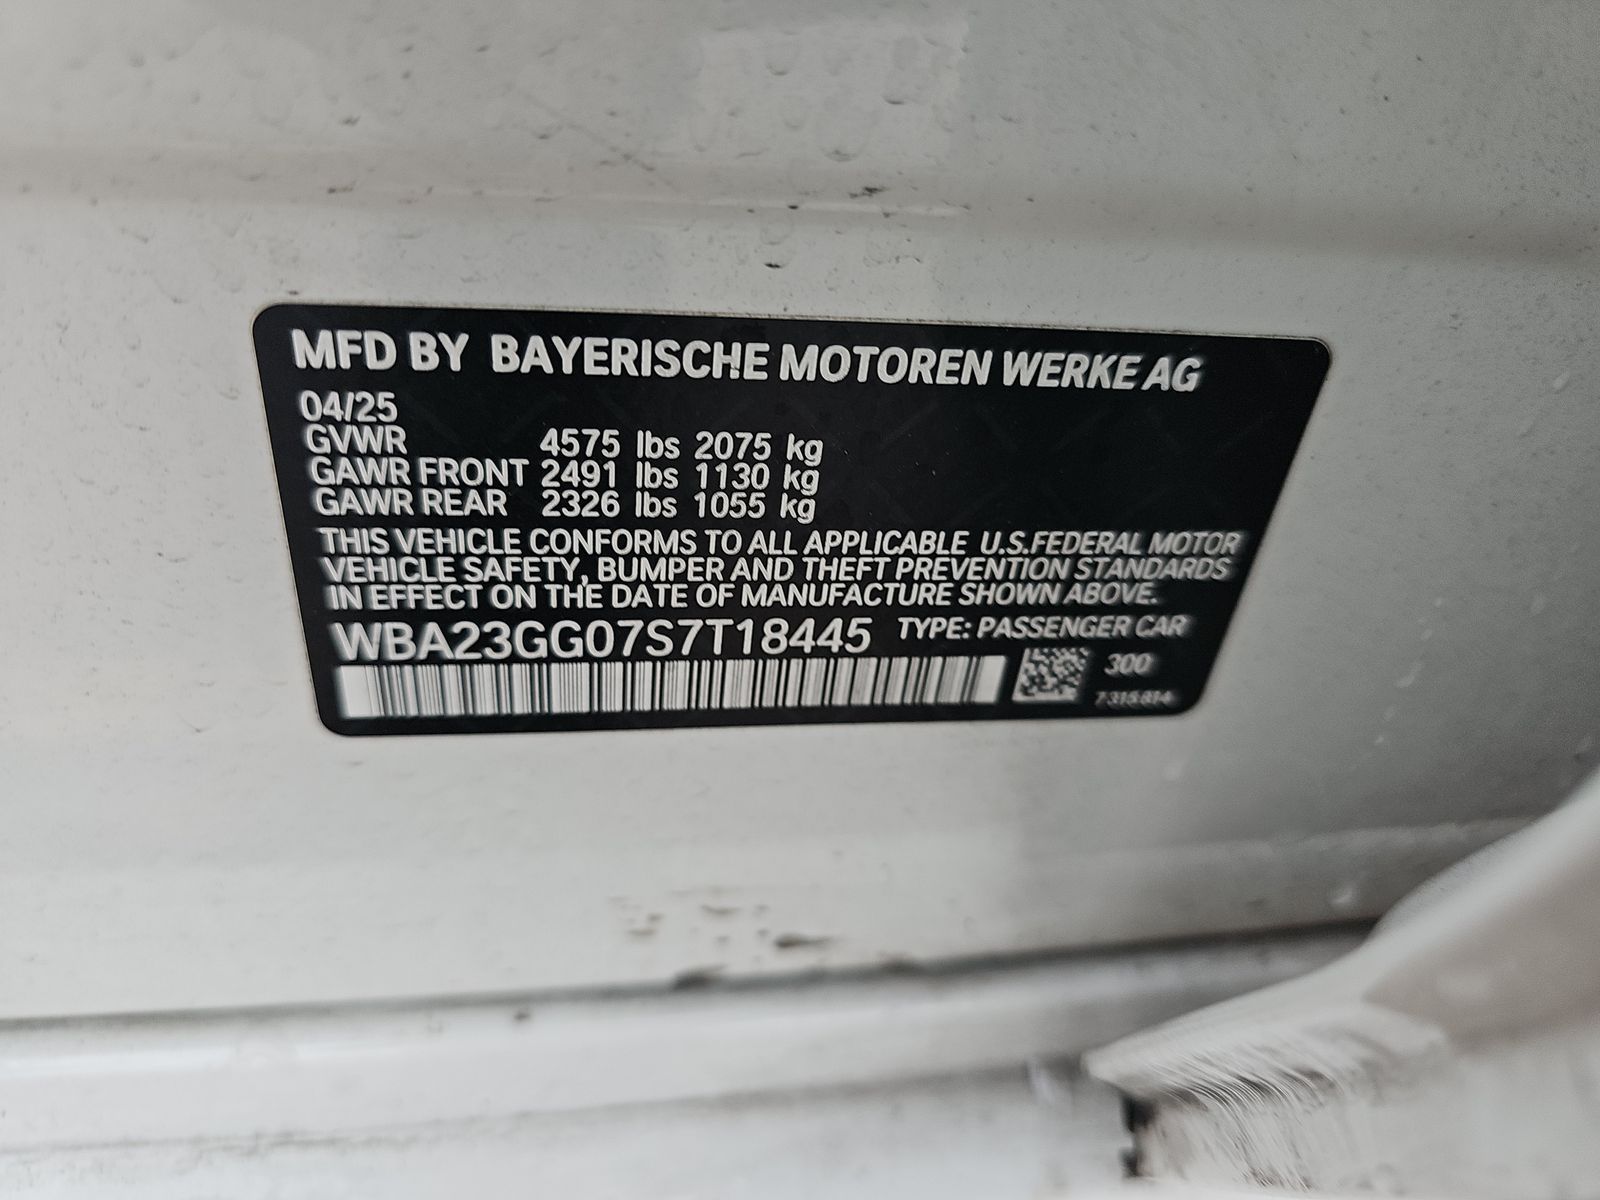 MFD BY BAYERISCHE MOTOREN WERKE AG
04/25
GVWR 4575 lbs 2075 kg
GAWR FRONT 2491 lbs 1130 kg
GAWR REAR 2326 lbs 1055 kg
THIS VEHICLE CONFORMS TO ALL APPLICABLE U.S.FEDERAL MOTOR
VEHICLE SAFETY, BUMPER AND THEFT PREVENTION STANDARDS
IN EFFECT ON THE DATE OF MANUFACTURE SHOWN ABOVE.
WBA23GG07S7T18445 TYPE: PASSENGER CAR
300
7315814